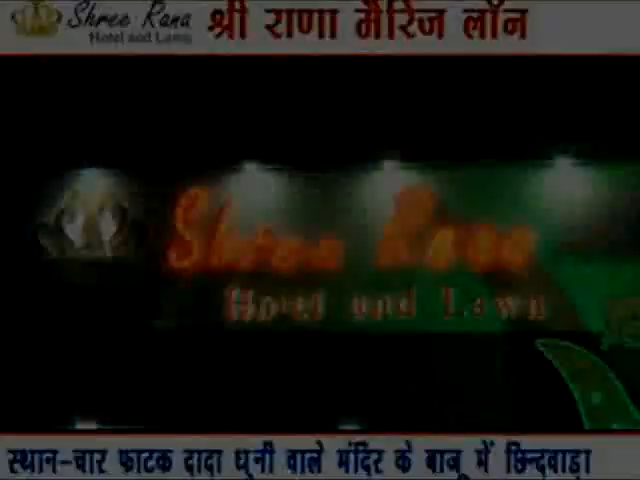 Shree Rana श्री राणा मैरिज लॉन
Hotel and Lawn
Shree Rana
Hotel and Lawn
स्थान-चार फाटक दादा धुनी वाले मंदिर के बाजू में छिन्दवाड़ा